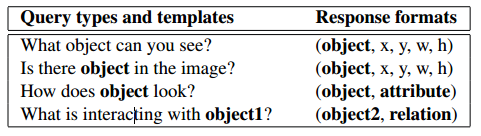 Query types and templates Response formats
What object can you see? (object, x, y, w, h)
Is there object in the image? (object, x, y, w, h)
How does object look? (object, attribute)
What is interacting with object1? (object2, relation)